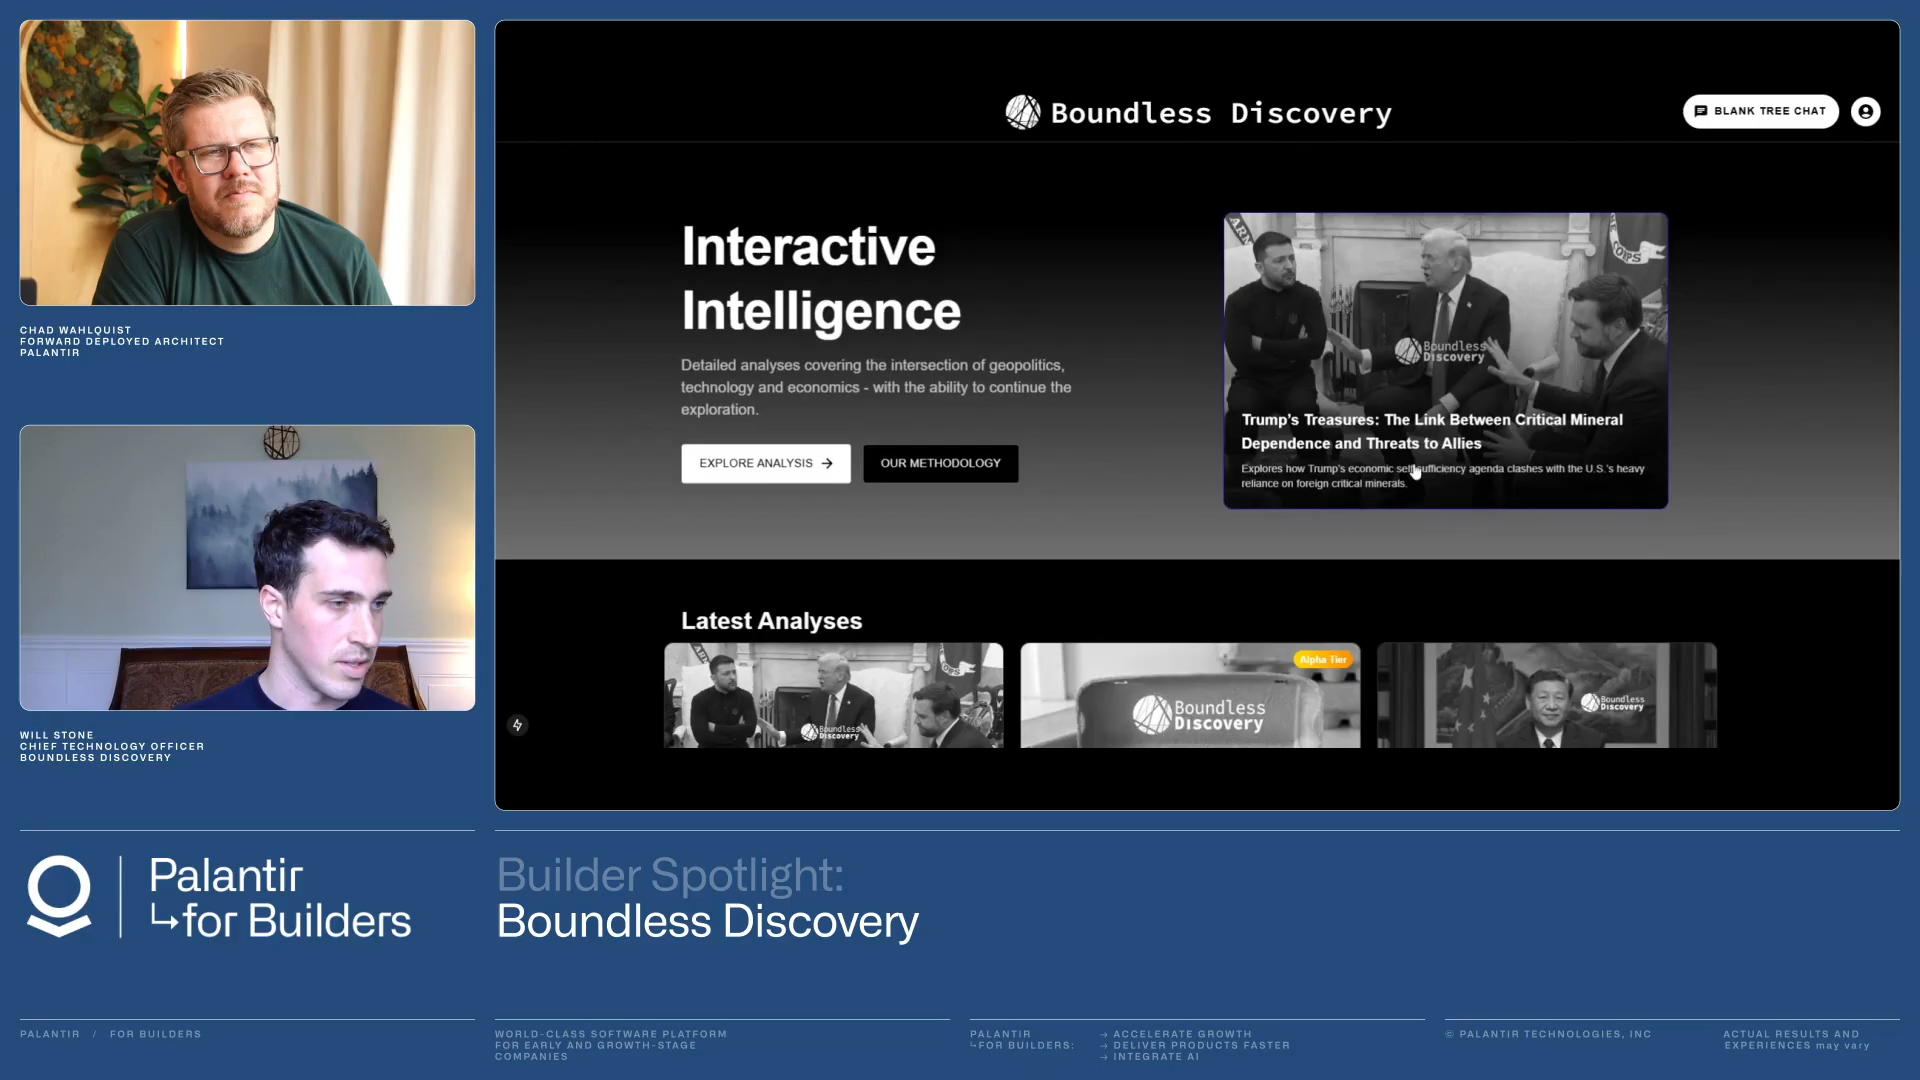 CHAD WAHLQUIST
FORWARD DEPLOYED ARCHITECT
PALANTIR
WILL STONE
CHIEF TECHNOLOGY OFFICER
BOUNDLESS DISCOVERY
Boundless Discovery
BLANK TREE CHAT
Interactive
Intelligence
Detailed analyses covering the intersection of geopolitics,
technology and economics - with the ability to continue the
exploration.
EXPLORE ANALYSIS →
OUR METHODOLOGY
Boundless
Discovery
Trump's Treasures: The Link Between Critical Mineral
Dependence and Threats to Allies
Explores how Trump's economic self-sufficiency agenda clashes with the U.S.'s heavy
reliance on foreign critical minerals.
Latest Analyses
Boundless
Discovery
Alpha Tier
Boundless
Discovery
Boundless
Discovery
Palantir
↳for Builders
Builder Spotlight:
Boundless Discovery
PALANTIR / FOR BUILDERS
WORLD-CLASS SOFTWARE PLATFORM
FOR EARLY AND GROWTH-STAGE
COMPANIES
PALANTIR
↳FOR BUILDERS:
→ ACCELERATE GROWTH
→ DELIVER PRODUCTS FASTER
→ INTEGRATE AI
© PALANTIR TECHNOLOGIES, INC
ACTUAL RESULTS AND
EXPERIENCES may vary